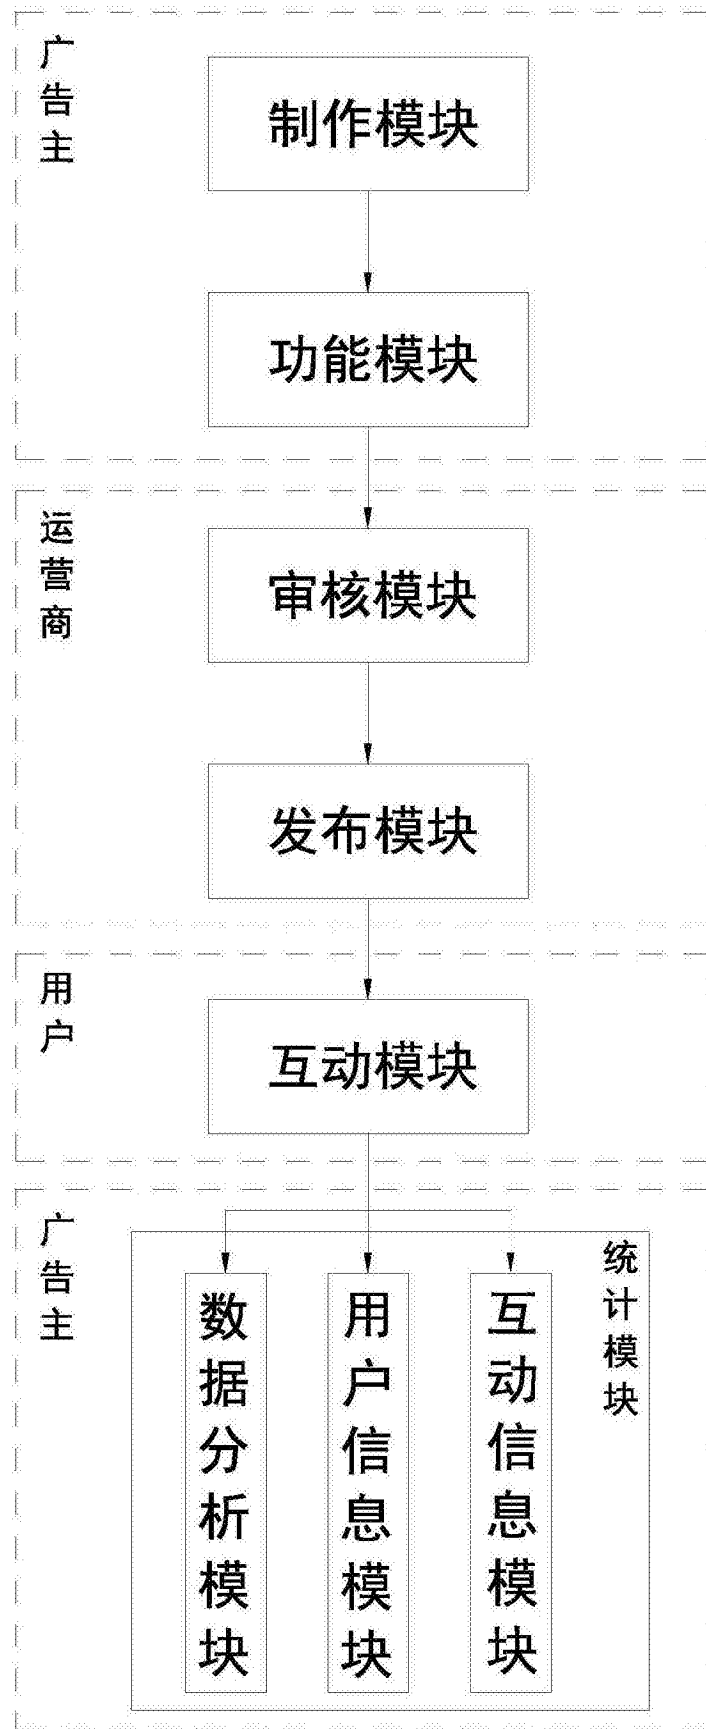 广告主
制作模块
功能模块
运营商
审核模块
发布模块
用户
互动模块
广告主
统计模块
数据分析模块
用户信息模块
互动信息模块